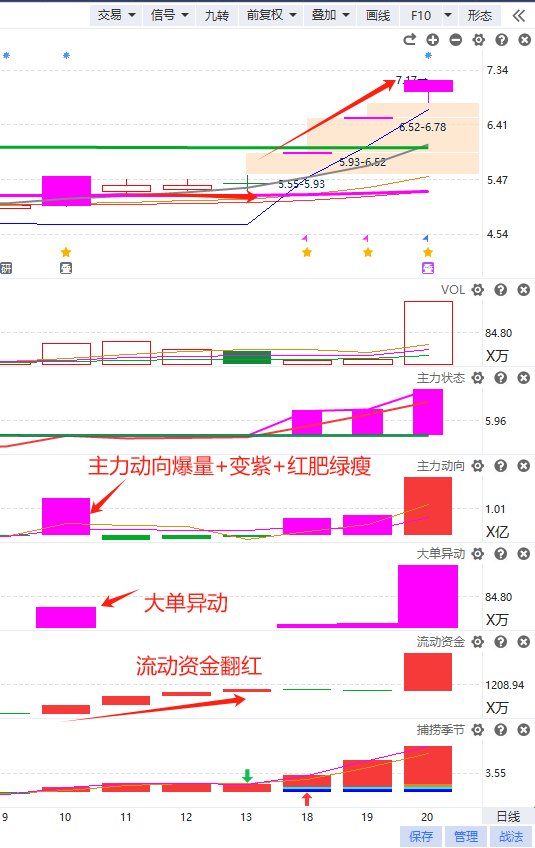 交易 信号 九转 前复权 叠加 画线 F10 形态
7.34
7.17
6.41
6.52-6.78
5.93-6.52
5.47
5.55-5.93
4.54
研
VOL
84.80
X万
主力状态
5.96
主力动向
主力动向爆量+变紫+红肥绿瘦
1.01
X亿
大单异动
84.80
大单异动
X万
流动资金
流动资金翻红
1208.94
X万
捕捞季节
3.55
9 10 11 12 13 18 19 20 日线
保存 管理 战法